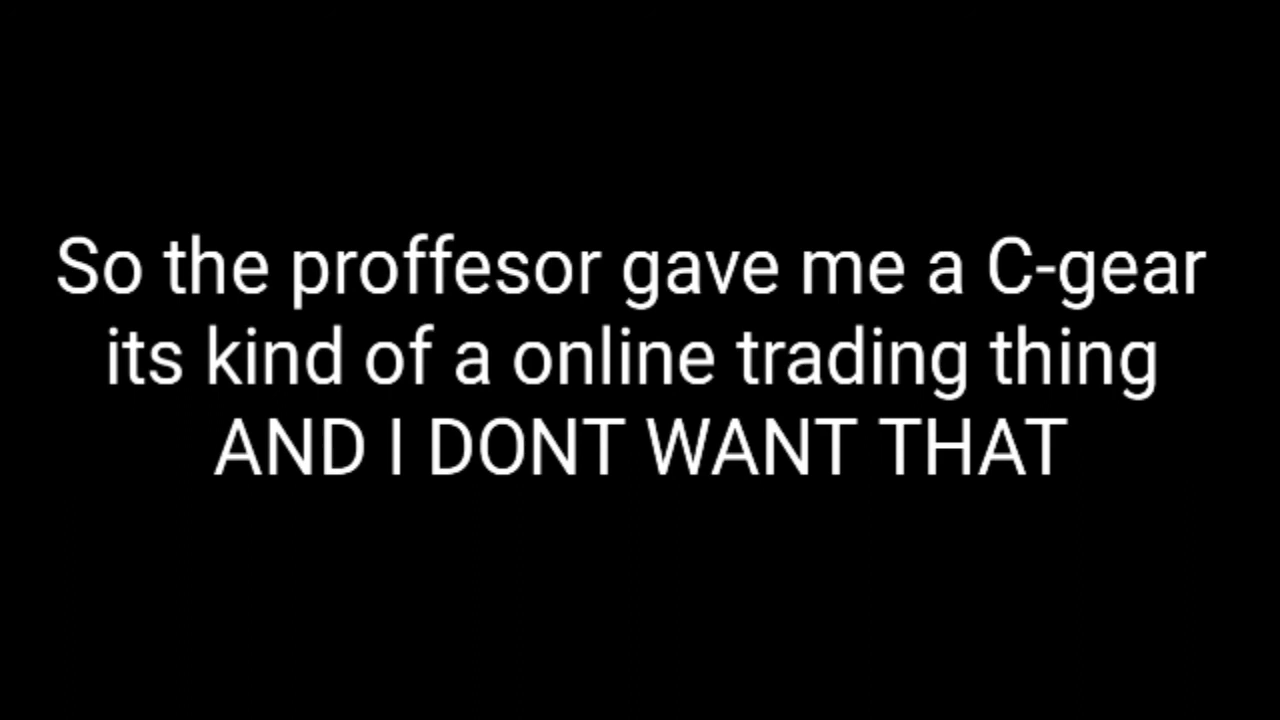 So the proffesor gave me a C-gear
its kind of a online trading thing
AND I DONT WANT THAT